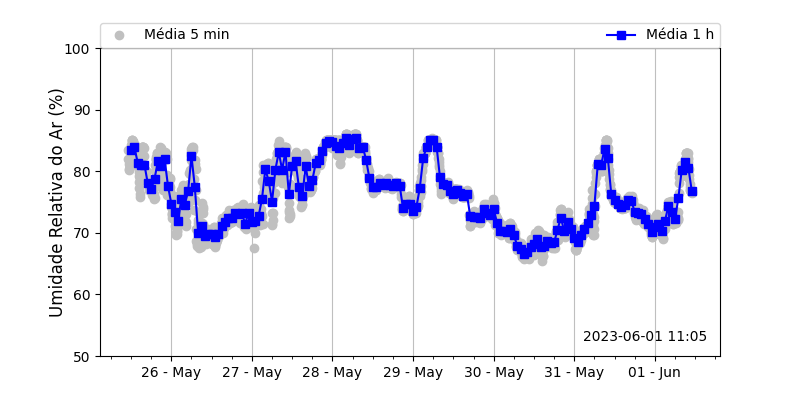 Média 5 min
Média 1 h
Umidade Relativa do Ar (%)
100
90
80
70
60
50
2023-06-01 11:05
26 - May
27 - May
28 - May
29 - May
30 - May
31 - May
01 - Jun